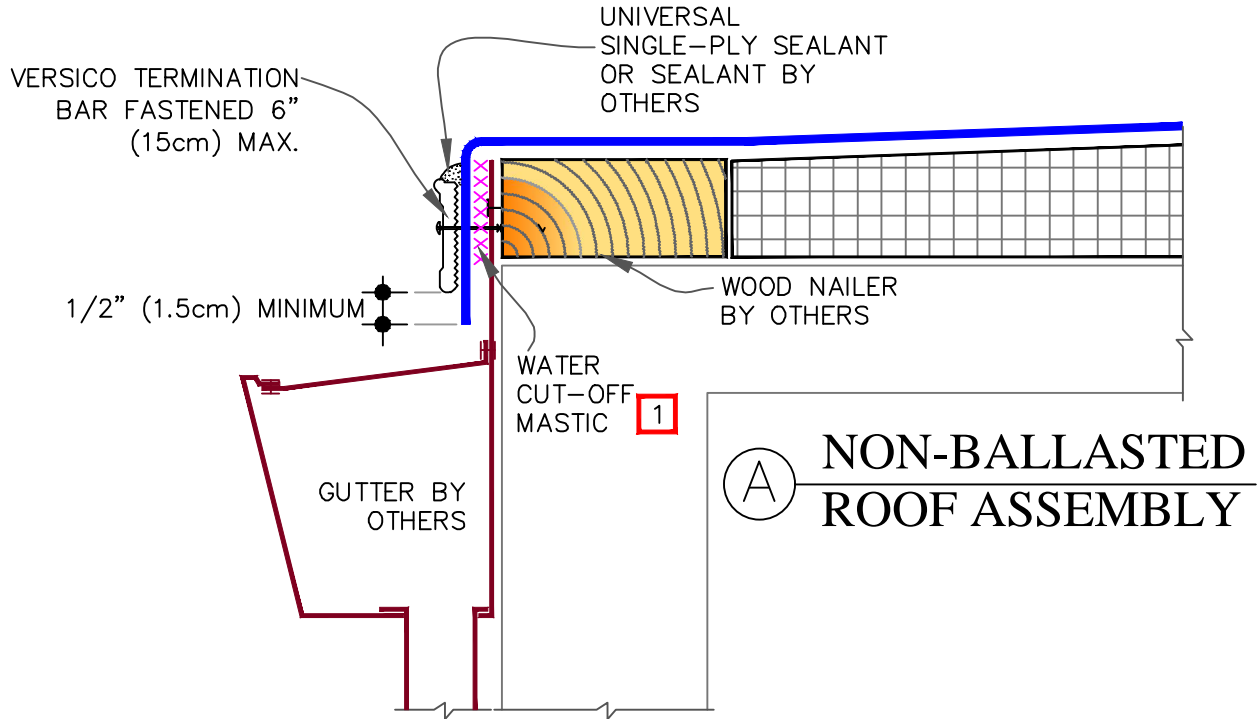 UNIVERSAL
SINGLE-PLY SEALANT
OR SEALANT BY
OTHERS
VERSICO TERMINATION
BAR FASTENED 6”
(15cm) MAX.
1/2” (1.5cm) MINIMUM
WOOD NAILER
BY OTHERS
WATER
CUT-OFF
MASTIC 1
GUTTER BY
OTHERS
A
NON-BALLASTED
ROOF ASSEMBLY